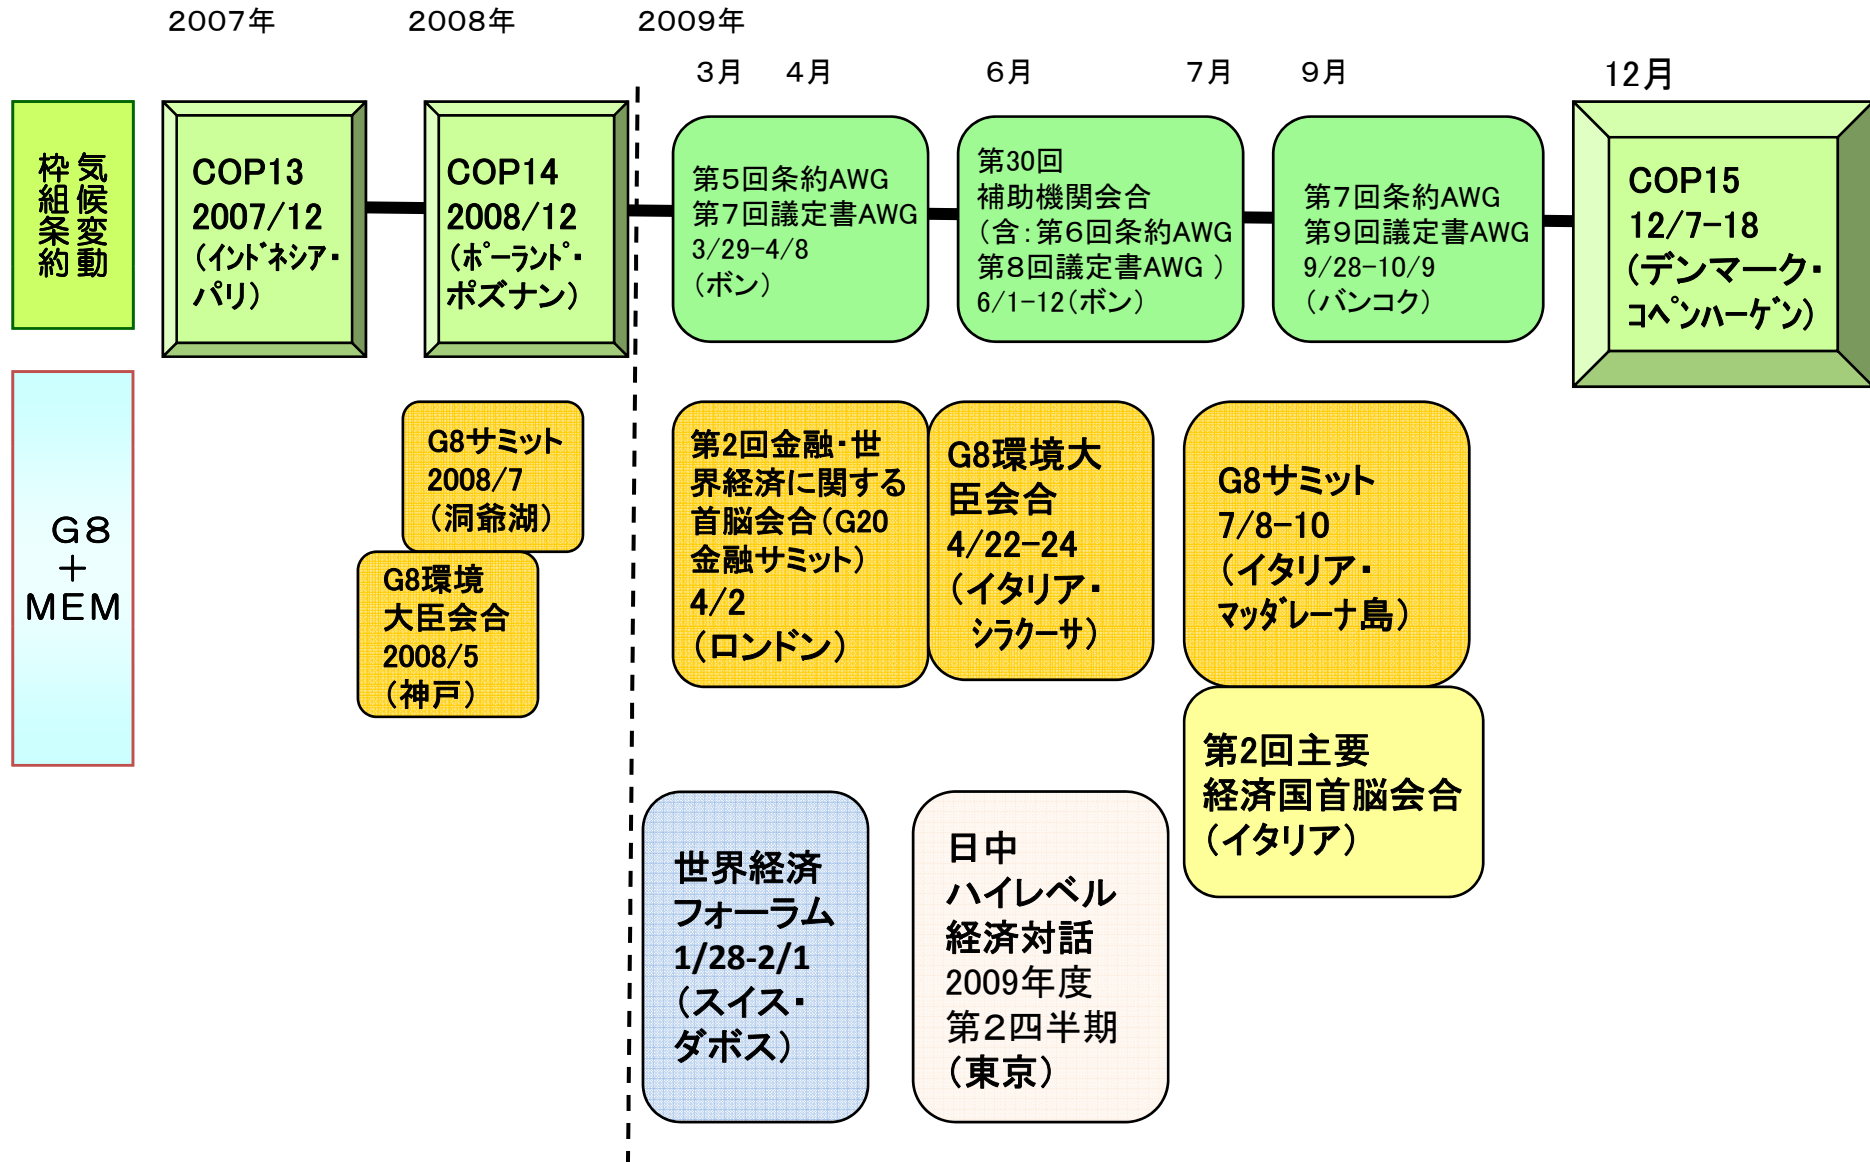 2007年
2008年
2009年
3月
4月
6月
7月
9月
12月
気候変動
枠組条約
COP13
2007/12
(インドネシア・
パリ)
COP14
2008/12
(ポーランド・
ポズナン)
第5回条約AWG
第7回議定書AWG
3/29-4/8
(ボン)
第30回
補助機関会合
(含:第6回条約AWG
第8回議定書AWG )
6/1-12(ボン)
第7回条約AWG
第9回議定書AWG
9/28-10/9
(バンコク)
COP15
12/7-18
(デンマーク・
コペンハーゲン)
G8
+
MEM
G8サミット
2008/7
(洞爺湖)
G8環境
大臣会合
2008/5
(神戸)
第2回金融・世
界経済に関する
首脳会合(G20
金融サミット)
4/2
(ロンドン)
G8環境大
臣会合
4/22-24
(イタリア・
シラクーサ)
G8サミット
7/8-10
(イタリア・
マッダレーナ島)
第2回主要
経済国首脳会合
(イタリア)
世界経済
フォーラム
1/28-2/1
(スイス・
ダボス)
日中
ハイレベル
経済対話
2009年度
第2四半期
(東京)